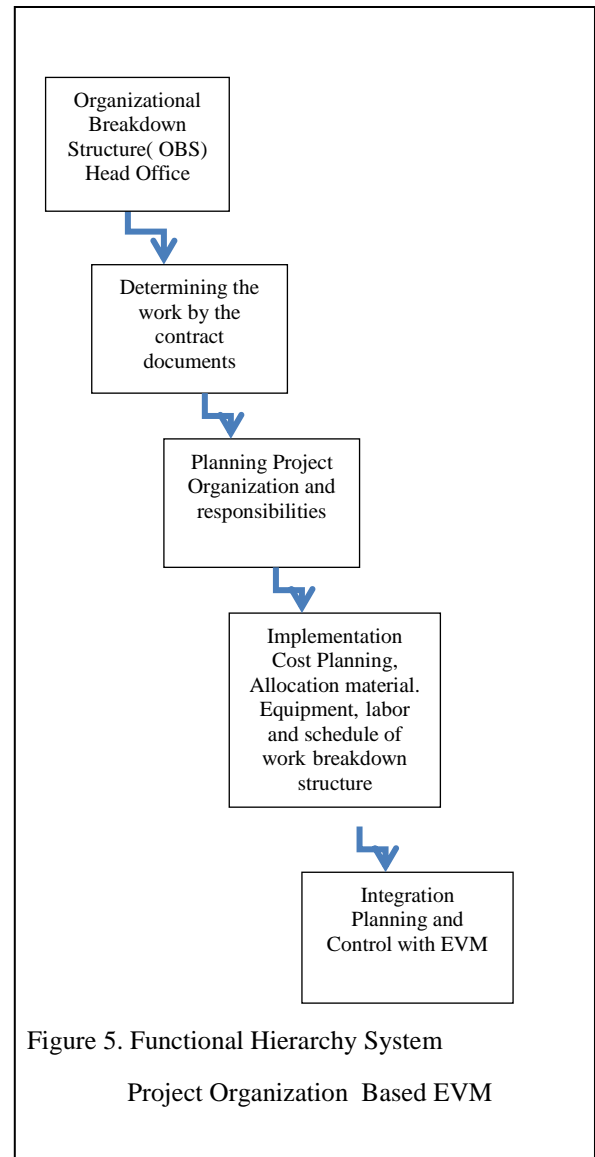 Organizational
Breakdown
Structure( OBS)
Head Office
Determining the
work by the
contract
documents
Planning Project
Organization and
responsibilities
Implementation
Cost Planning,
Allocation material.
Equipment, labor
and schedule of
work breakdown
structure
Integration
Planning and
Control with EVM
Figure 5. Functional Hierarchy System
Project Organization Based EVM